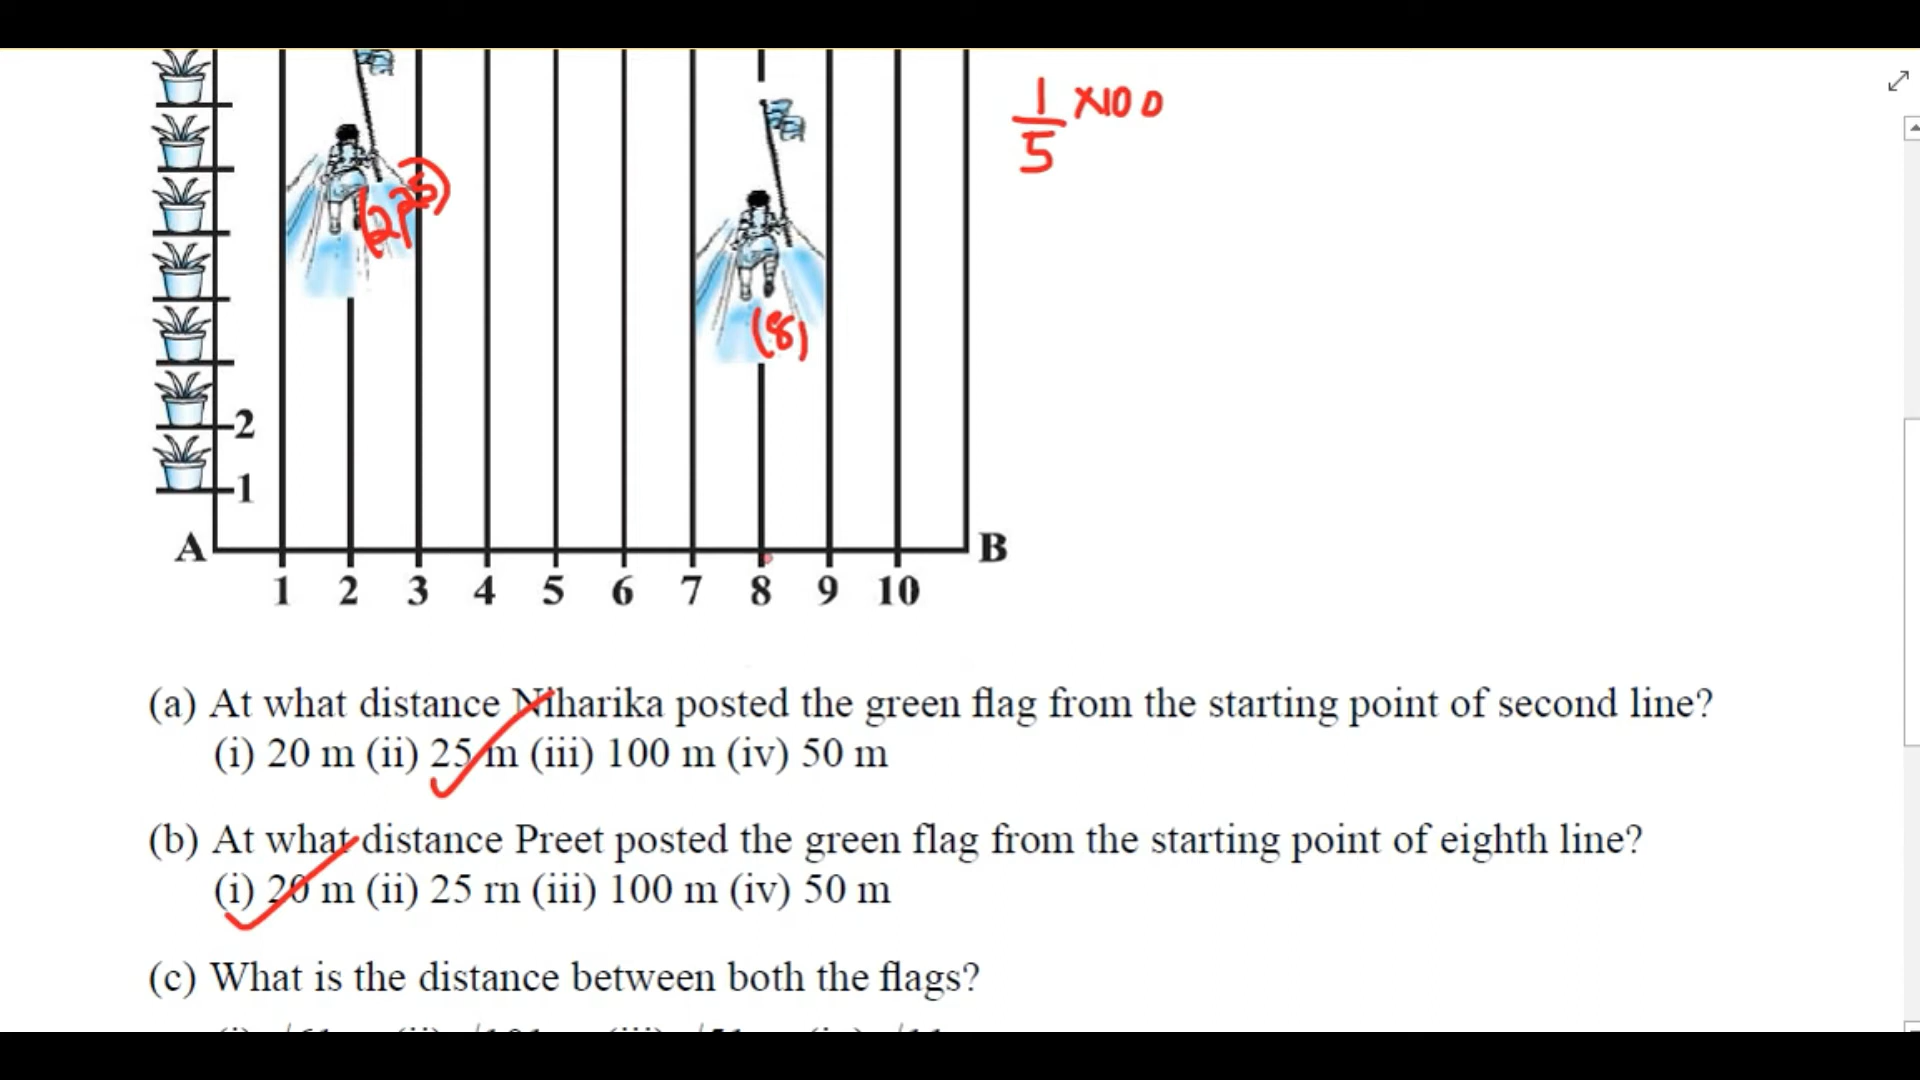 1/5 ×100
(2,25)
(8)
2
1
A B
1 2 3 4 5 6 7 8 9 10
(a) At what distance Niharika posted the green flag from the starting point of second line?
(i) 20 m (ii) 25 m (iii) 100 m (iv) 50 m
(b) At what distance Preet posted the green flag from the starting point of eighth line?
(i) 20 m (ii) 25 rn (iii) 100 m (iv) 50 m
(c) What is the distance between both the flags?